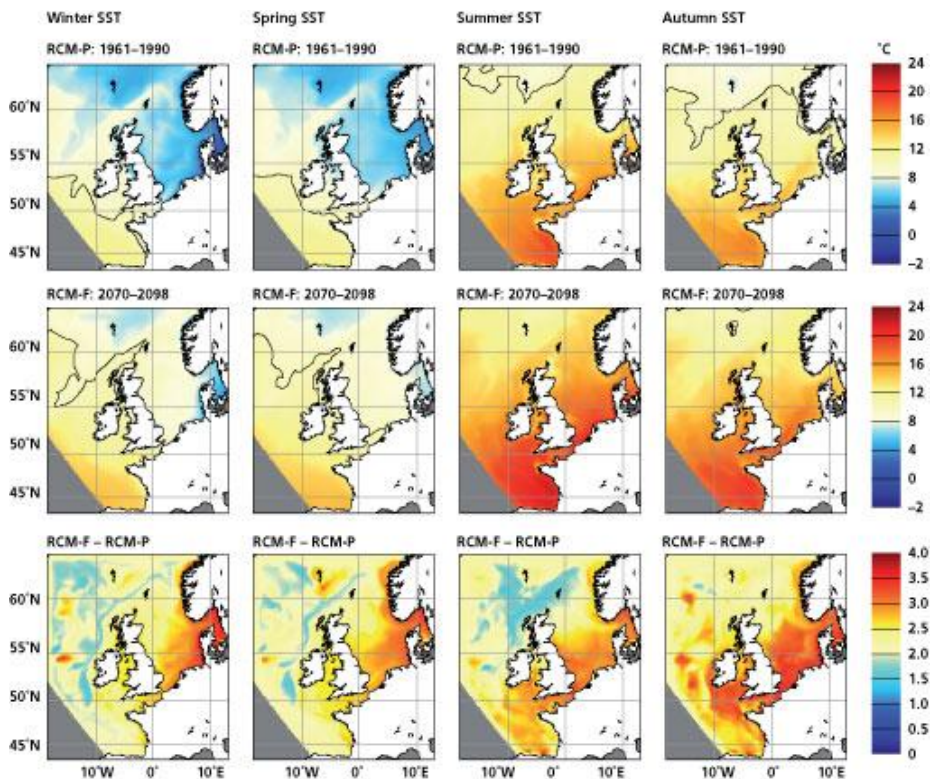 Winter SST
Spring SST
Summer SST
Autumn SST
RCM-P: 1961–1990
RCM-P: 1961–1990
RCM-P: 1961–1990
RCM-P: 1961–1990
°C
60°N
55°N
50°N
45°N
24
20
16
12
8
4
0
–2
RCM-F: 2070–2098
RCM-F: 2070–2098
RCM-F: 2070–2098
RCM-F: 2070–2098
60°N
55°N
50°N
45°N
24
20
16
12
8
4
0
–2
RCM-F – RCM-P
RCM-F – RCM-P
RCM-F – RCM-P
RCM-F – RCM-P
60°N
55°N
50°N
45°N
4.0
3.5
3.0
2.5
2.0
1.5
1.0
0.5
0
10°W 0° 10°E
10°W 0° 10°E
10°W 0° 10°E
10°W 0° 10°E